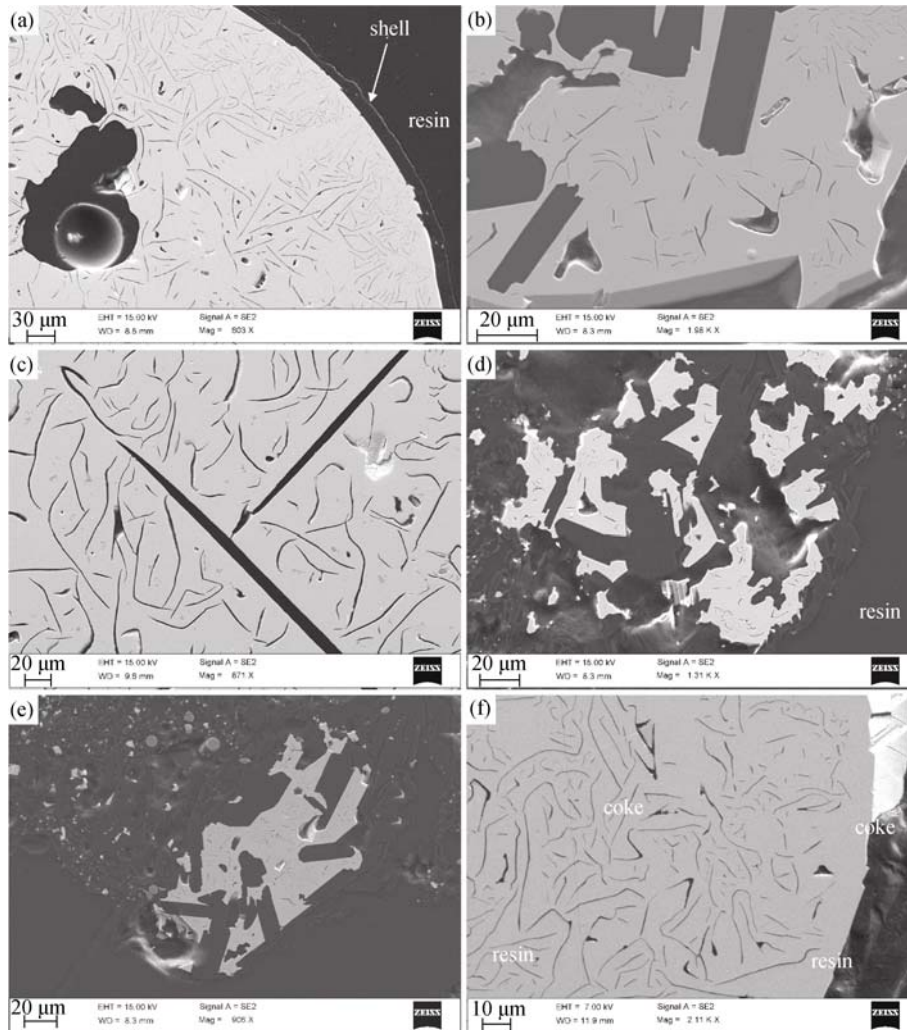 (a)
shell
resin
30 μm
EHT = 15.00 kV
WD = 8.5 mm
Signal A = SE2
Mag = 603 X
ZEISS
(b)
20 μm
EHT = 15.00 kV
WD = 8.3 mm
Signal A = SE2
Mag = 1.98 K X
ZEISS
(c)
20 μm
EHT = 15.00 kV
WD = 9.6 mm
Signal A = SE2
Mag = 671 X
ZEISS
(d)
resin
20 μm
EHT = 15.00 kV
WD = 8.3 mm
Signal A = SE2
Mag = 1.31 K X
ZEISS
(e)
20 μm
EHT = 15.00 kV
WD = 8.3 mm
Signal A = SE2
Mag = 906 X
ZEISS
(f)
coke
coke
resin
resin
10 μm
EHT = 7.00 kV
WD = 11.9 mm
Signal A = SE2
Mag = 2.11 K X
ZEISS